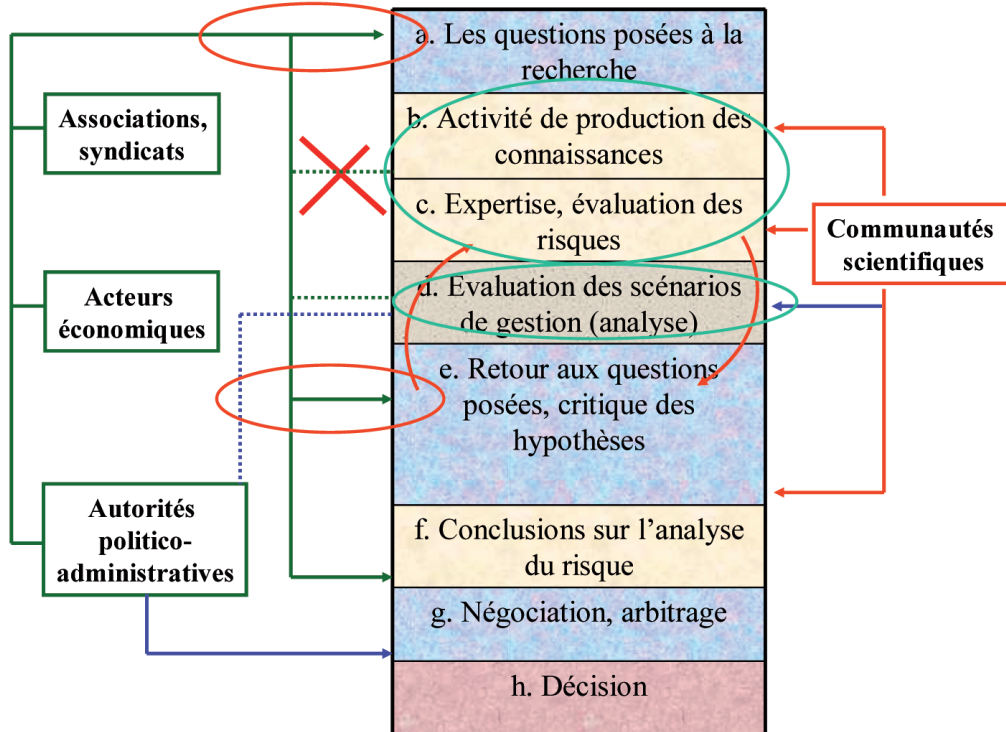 a. Les questions posées à la
recherche
b. Activité de production des
connaissances
c. Expertise, évaluation des
risques
d. Evaluation des scénarios
de gestion (analyse)
e. Retour aux questions
posées, critique des
hypothèses
f. Conclusions sur l’analyse
du risque
g. Négociation, arbitrage
h. Décision
Associations,
syndicats
Acteurs
économiques
Autorités
politico-
administratives
Communautés
scientifiques